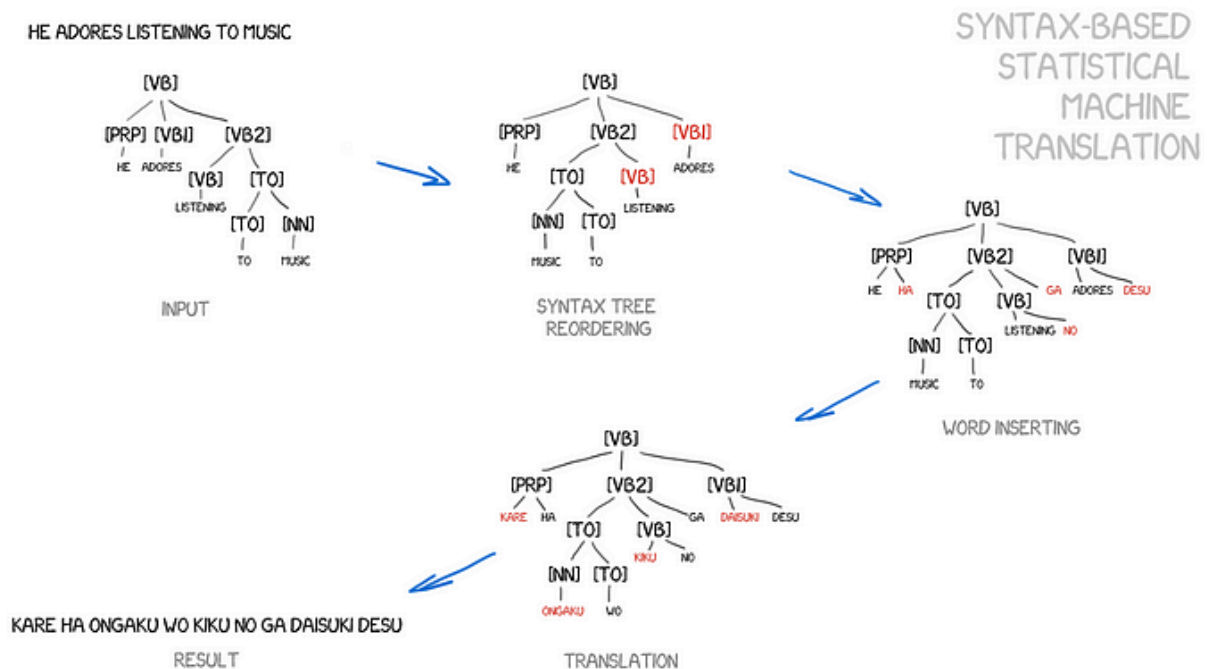 HE ADORES LISTENING TO MUSIC
SYNTAX-BASED
STATISTICAL
MACHINE
TRANSLATION
[VB]
[PRP] [VB1] [VB2]
HE ADORES
[VB] [TO]
LISTENING
[TO] [NN]
TO MUSIC
INPUT
[VB]
[PRP] [VB2] [VB1]
HE ADORES
[TO] [VB]
LISTENING
[NN] [TO]
MUSIC TO
SYNTAX TREE
REORDERING
[VB]
[PRP] [VB2] [VB1]
HE HA GA ADORES DESU
[TO] [VB]
LISTENING NO
[NN] [TO]
MUSIC TO
WORD INSERTING
[VB]
[PRP] [VB2] [VB1]
KARE HA GA DAISUKI DESU
[TO] [VB]
KIKU NO
[NN] [TO]
ONGAKU WO
TRANSLATION
KARE HA ONGAKU WO KIKU NO GA DAISUKI DESU
RESULT